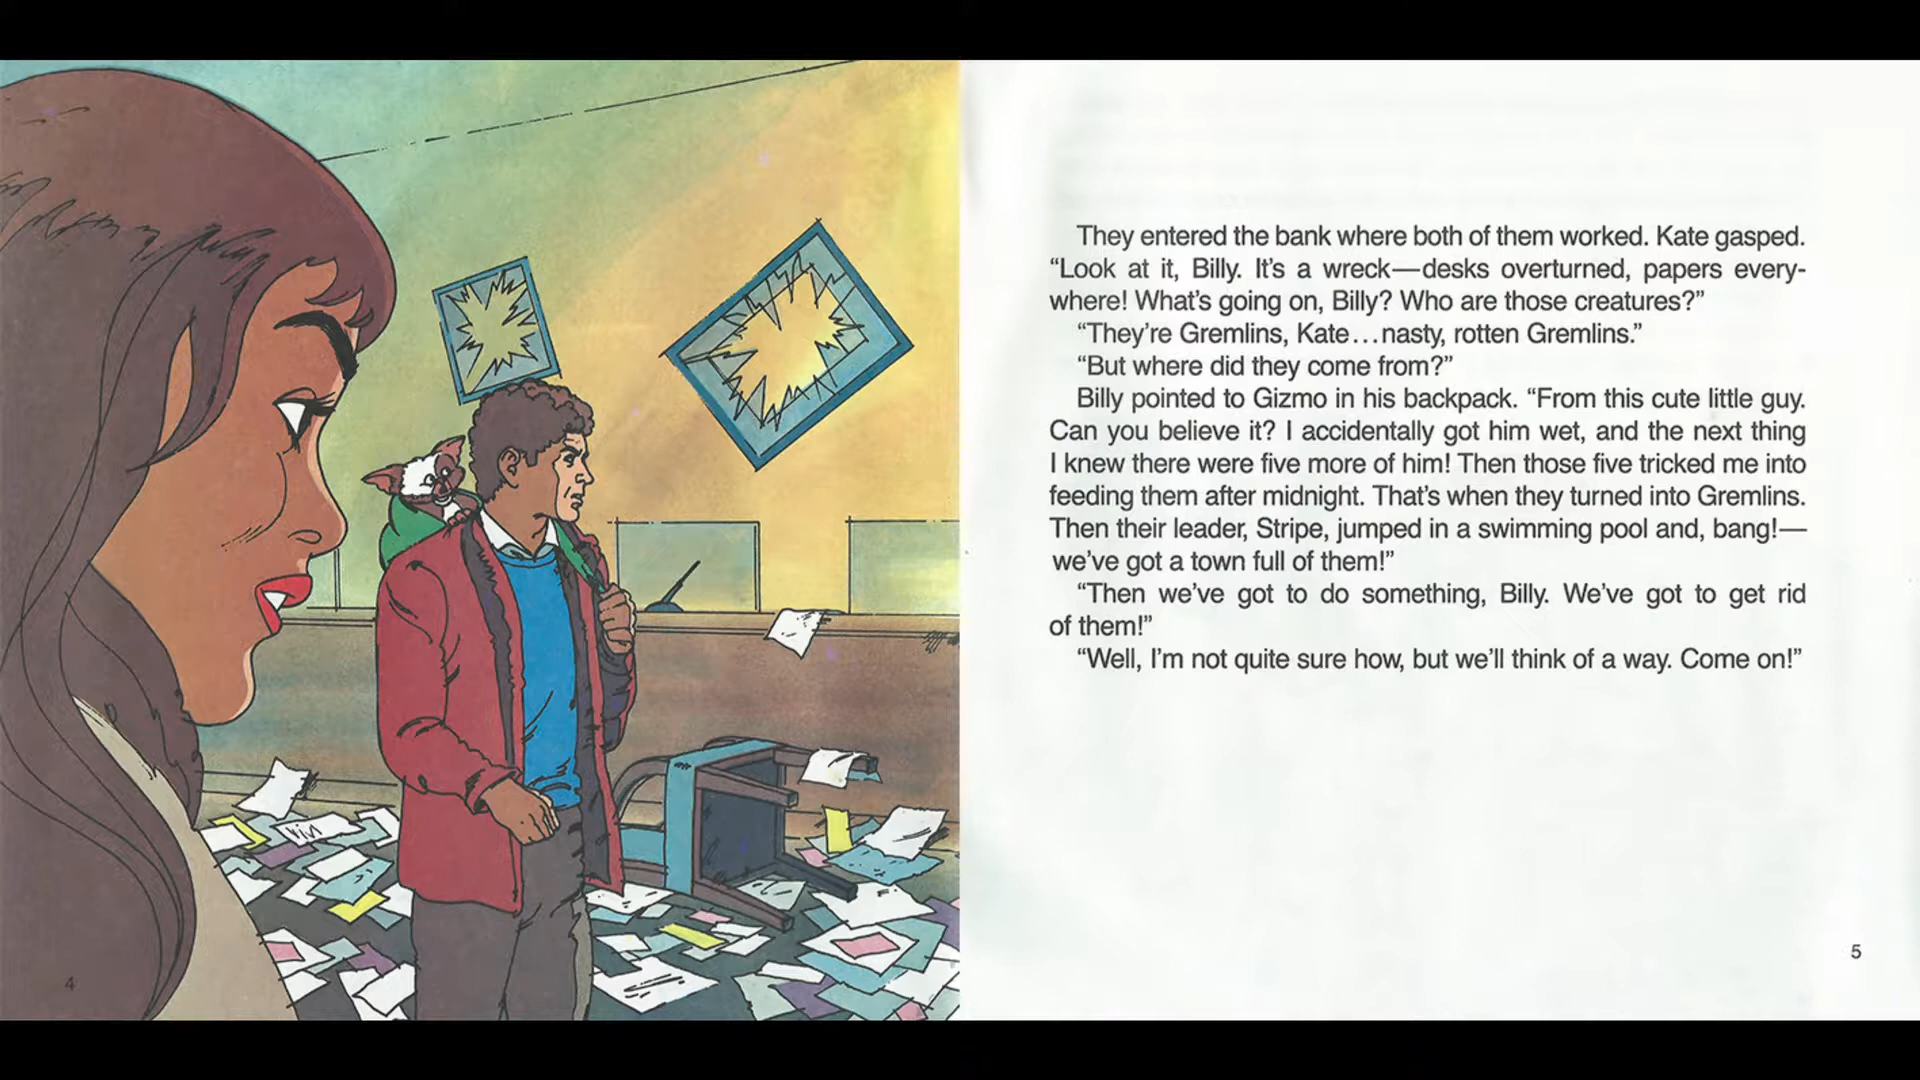 They entered the bank where both of them worked. Kate gasped.
“Look at it, Billy. It’s a wreck—desks overturned, papers every-
where! What’s going on, Billy? Who are those creatures?”
“They’re Gremlins, Kate...nasty, rotten Gremlins.”
“But where did they come from?”
Billy pointed to Gizmo in his backpack. “From this cute little guy.
Can you believe it? I accidentally got him wet, and the next thing
I knew there were five more of him! Then those five tricked me into
feeding them after midnight. That’s when they turned into Gremlins.
Then their leader, Stripe, jumped in a swimming pool and, bang!—
we’ve got a town full of them!”
“Then we’ve got to do something, Billy. We’ve got to get rid
of them!”
“Well, I’m not quite sure how, but we’ll think of a way. Come on!”
4
5